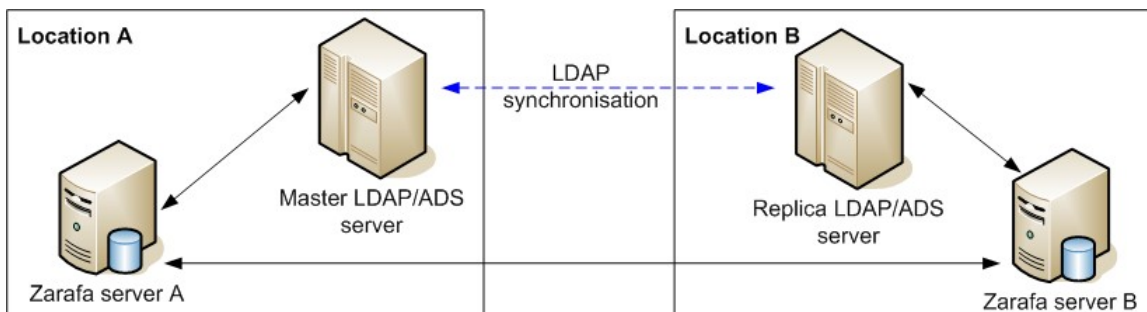 Location A
Location B
LDAP
synchronisation
Master LDAP/ADS
server
Replica LDAP/ADS
server
Zarafa server A
Zarafa server B